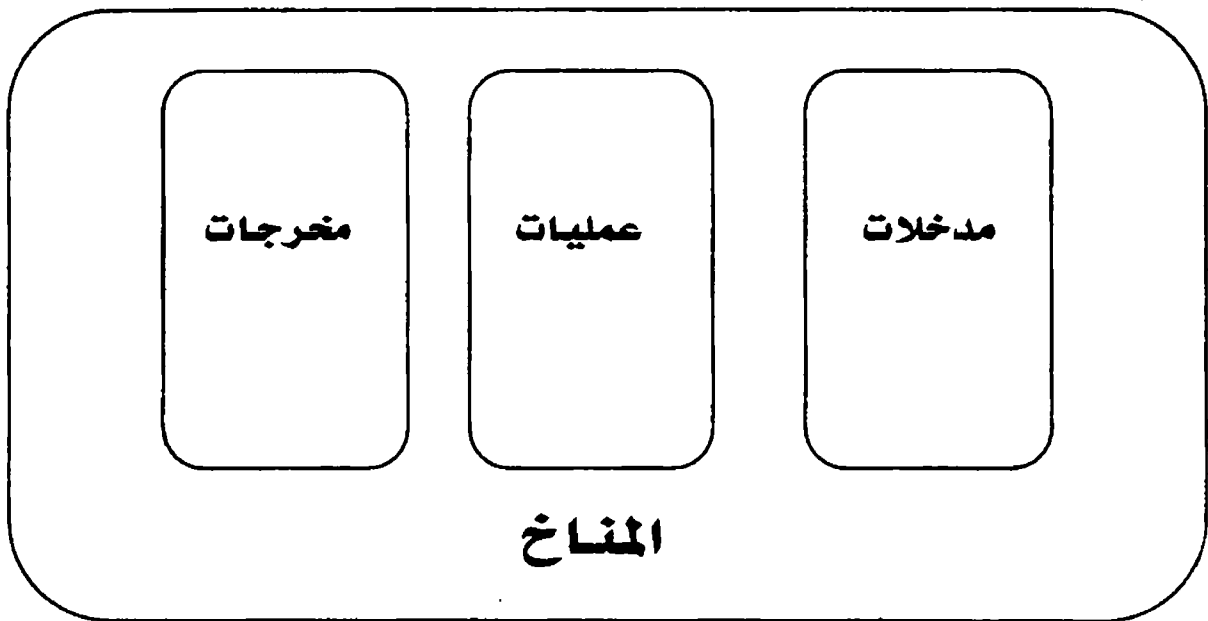 مدخلات
عمليات
مخرجات
المناخ